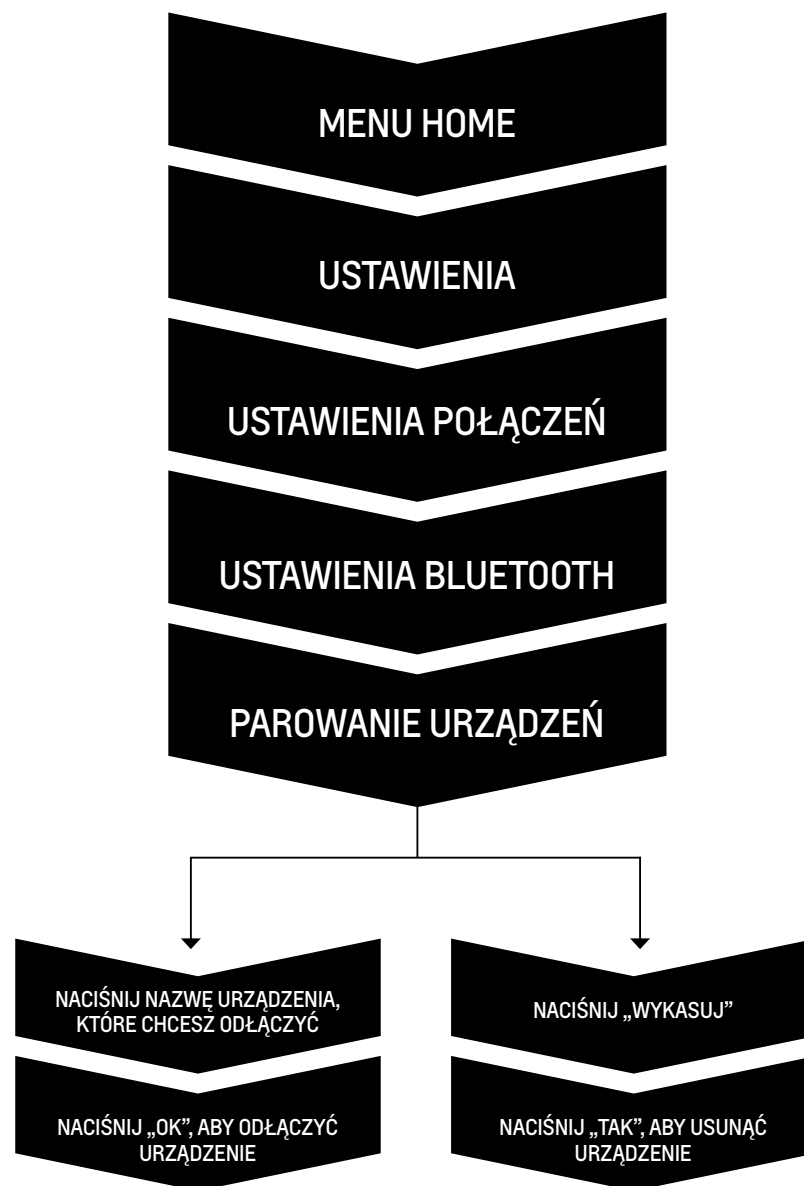 MENU HOME
USTAWIENIA
USTAWIENIA POŁĄCZEŃ
USTAWIENIA BLUETOOTH
PAROWANIE URZĄDZEŃ
NACIŚNIJ NAZWĘ URZĄDZENIA,
KTÓRE CHCESZ ODŁĄCZYĆ
NACIŚNIJ „OK”, ABY ODŁĄCZYĆ
URZĄDZENIE
NACIŚNIJ „WYKASUJ”
NACIŚNIJ „TAK”, ABY USUNĄĆ
URZĄDZENIE